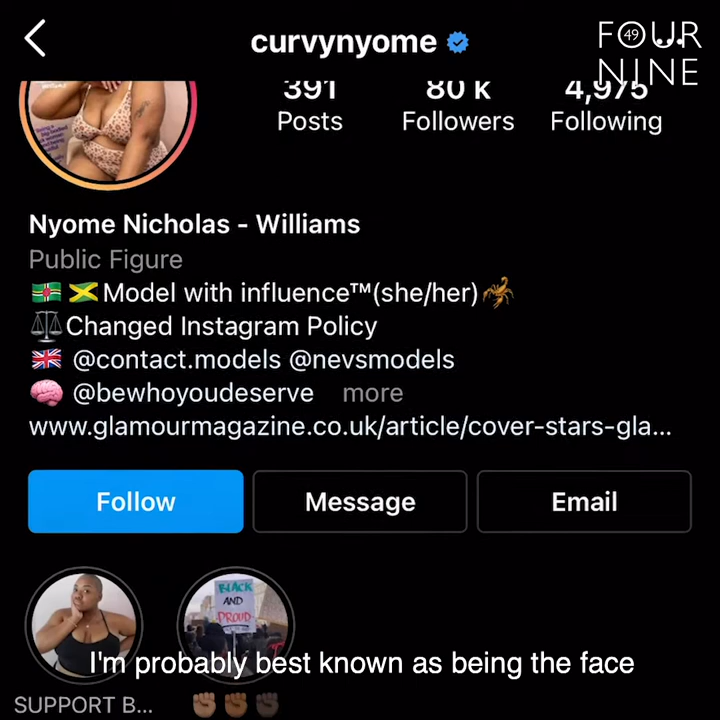 curvynyome
FOUR
49
NINE
391 80 K 4,975
Posts Followers Following
Nyome Nicholas - Williams
Public Figure
🇩🇲🇯🇲Model with influence™(she/her)🦂
⚖️Changed Instagram Policy
🇬🇧 @contact.models @nevsmodels
🧠 @bewhoyoudeserve more
www.glamourmagazine.co.uk/article/cover-stars-gla...
Follow Message Email
BLACK
AND
PROUD
I'm probably best known as being the face
SUPPORT B... ✊🏽✊🏾✊🏿